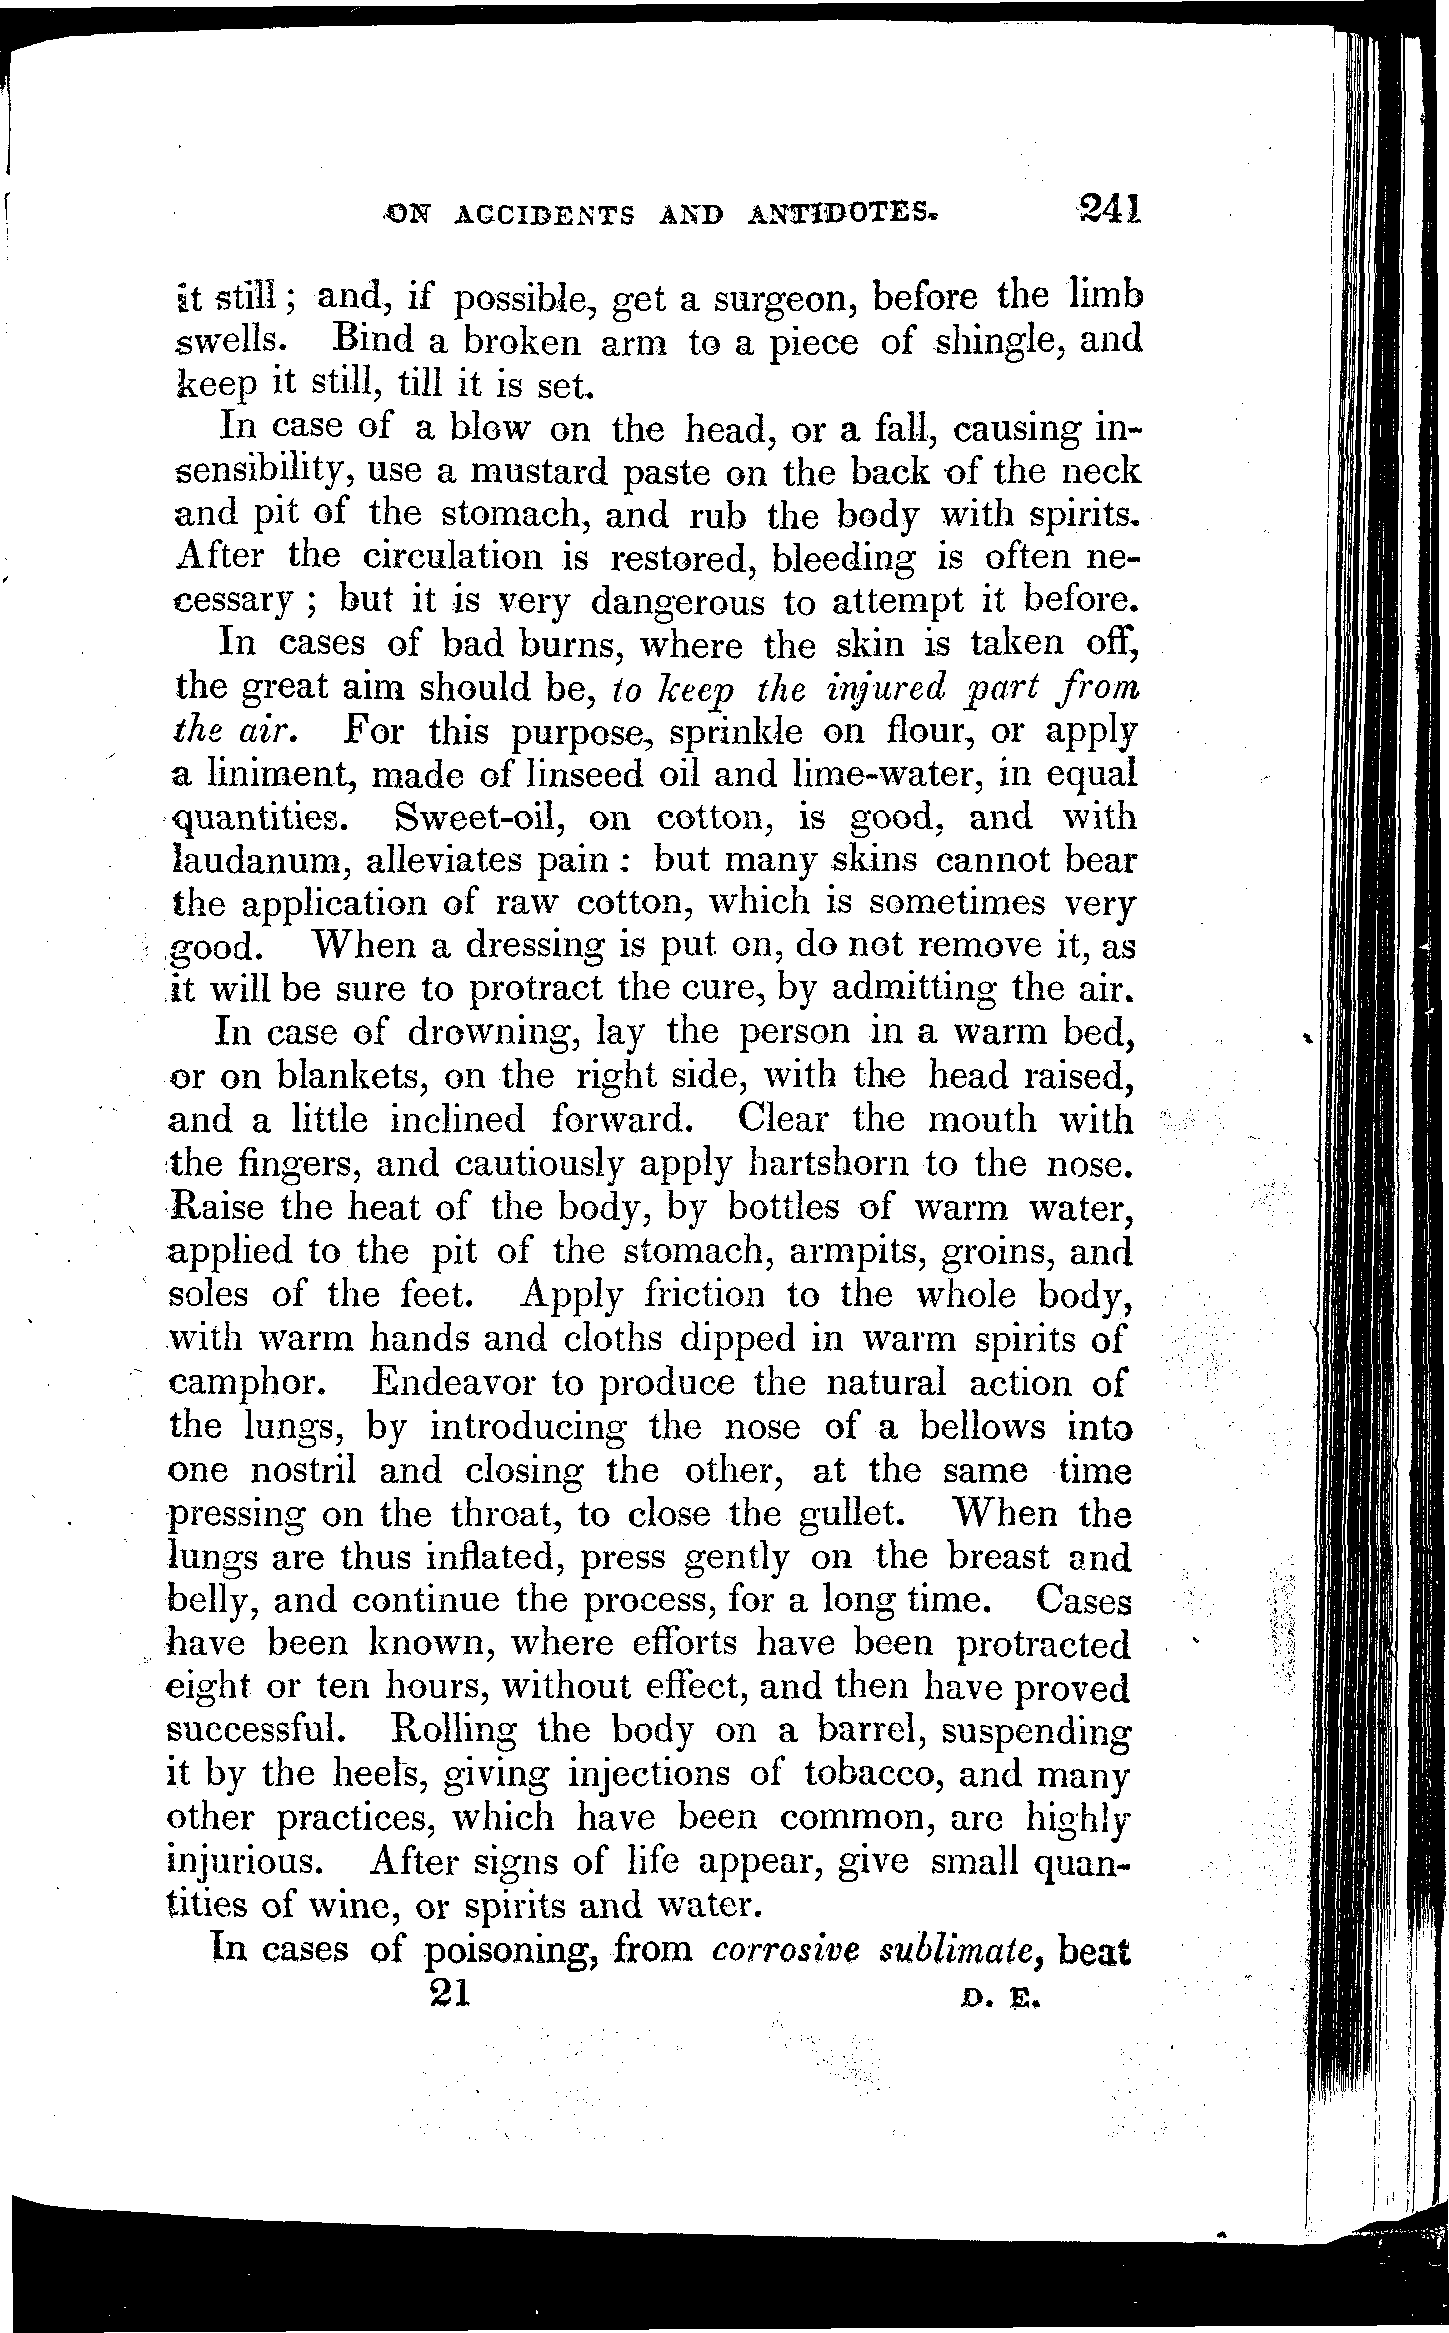 ON ACCIDENTS AND ANTIDOTES. 241
it still; and, if possible, get a surgeon, before the limb
swells. Bind a broken arm to a piece of shingle, and
keep it still, till it is set.
In case of a blow on the head, or a fall, causing in-
sensibility, use a mustard paste on the back of the neck
and pit of the stomach, and rub the body with spirits.
After the circulation is restored, bleeding is often ne-
cessary; but it is very dangerous to attempt it before.
In cases of bad burns, where the skin is taken off,
the great aim should be, to keep the injured part from
the air. For this purpose, sprinkle on flour, or apply
a liniment, made of linseed oil and lime-water, in equal
quantities. Sweet-oil, on cotton, is good, and with
laudanum, alleviates pain: but many skins cannot bear
the application of raw cotton, which is sometimes very
good. When a dressing is put on, do not remove it, as
it will be sure to protract the cure, by admitting the air.
In case of drowning, lay the person in a warm bed,
or on blankets, on the right side, with the head raised,
and a little inclined forward. Clear the mouth with
the fingers, and cautiously apply hartshorn to the nose.
Raise the heat of the body, by bottles of warm water,
applied to the pit of the stomach, armpits, groins, and
soles of the feet. Apply friction to the whole body,
with warm hands and cloths dipped in warm spirits of
camphor. Endeavor to produce the natural action of
the lungs, by introducing the nose of a bellows into
one nostril and closing the other, at the same time
pressing on the throat, to close the gullet. When the
lungs are thus inflated, press gently on the breast and
belly, and continue the process, for a long time. Cases
have been known, where efforts have been protracted
eight or ten hours, without effect, and then have proved
successful. Rolling the body on a barrel, suspending
it by the heels, giving injections of tobacco, and many
other practices, which have been common, are highly
injurious. After signs of life appear, give small quan-
tities of wine, or spirits and water.
In cases of poisoning, from corrosive sublimate, beat
21 D. E.